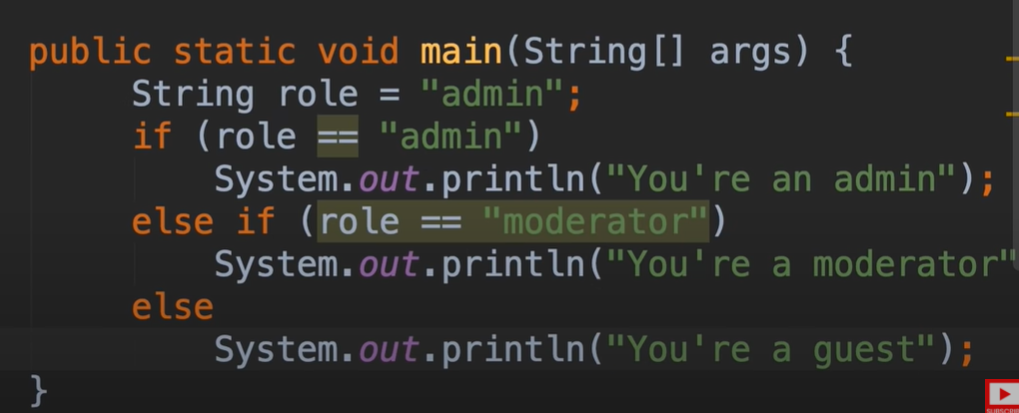 public static void main(String[] args) {
String role = "admin";
if (role == "admin")
System.out.println("You're an admin");
else if (role == "moderator")
System.out.println("You're a moderator"
else
System.out.println("You're a guest");
}